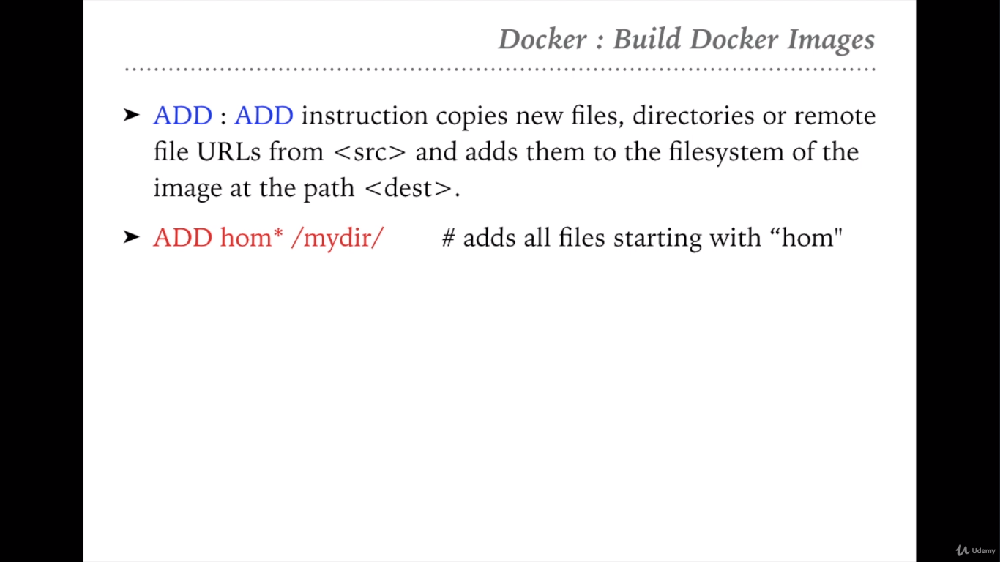 Docker : Build Docker Images
➤ ADD : ADD instruction copies new files, directories or remote
file URLs from <src> and adds them to the filesystem of the
image at the path <dest>.
➤ ADD hom* /mydir/ # adds all files starting with “hom"
Udemy